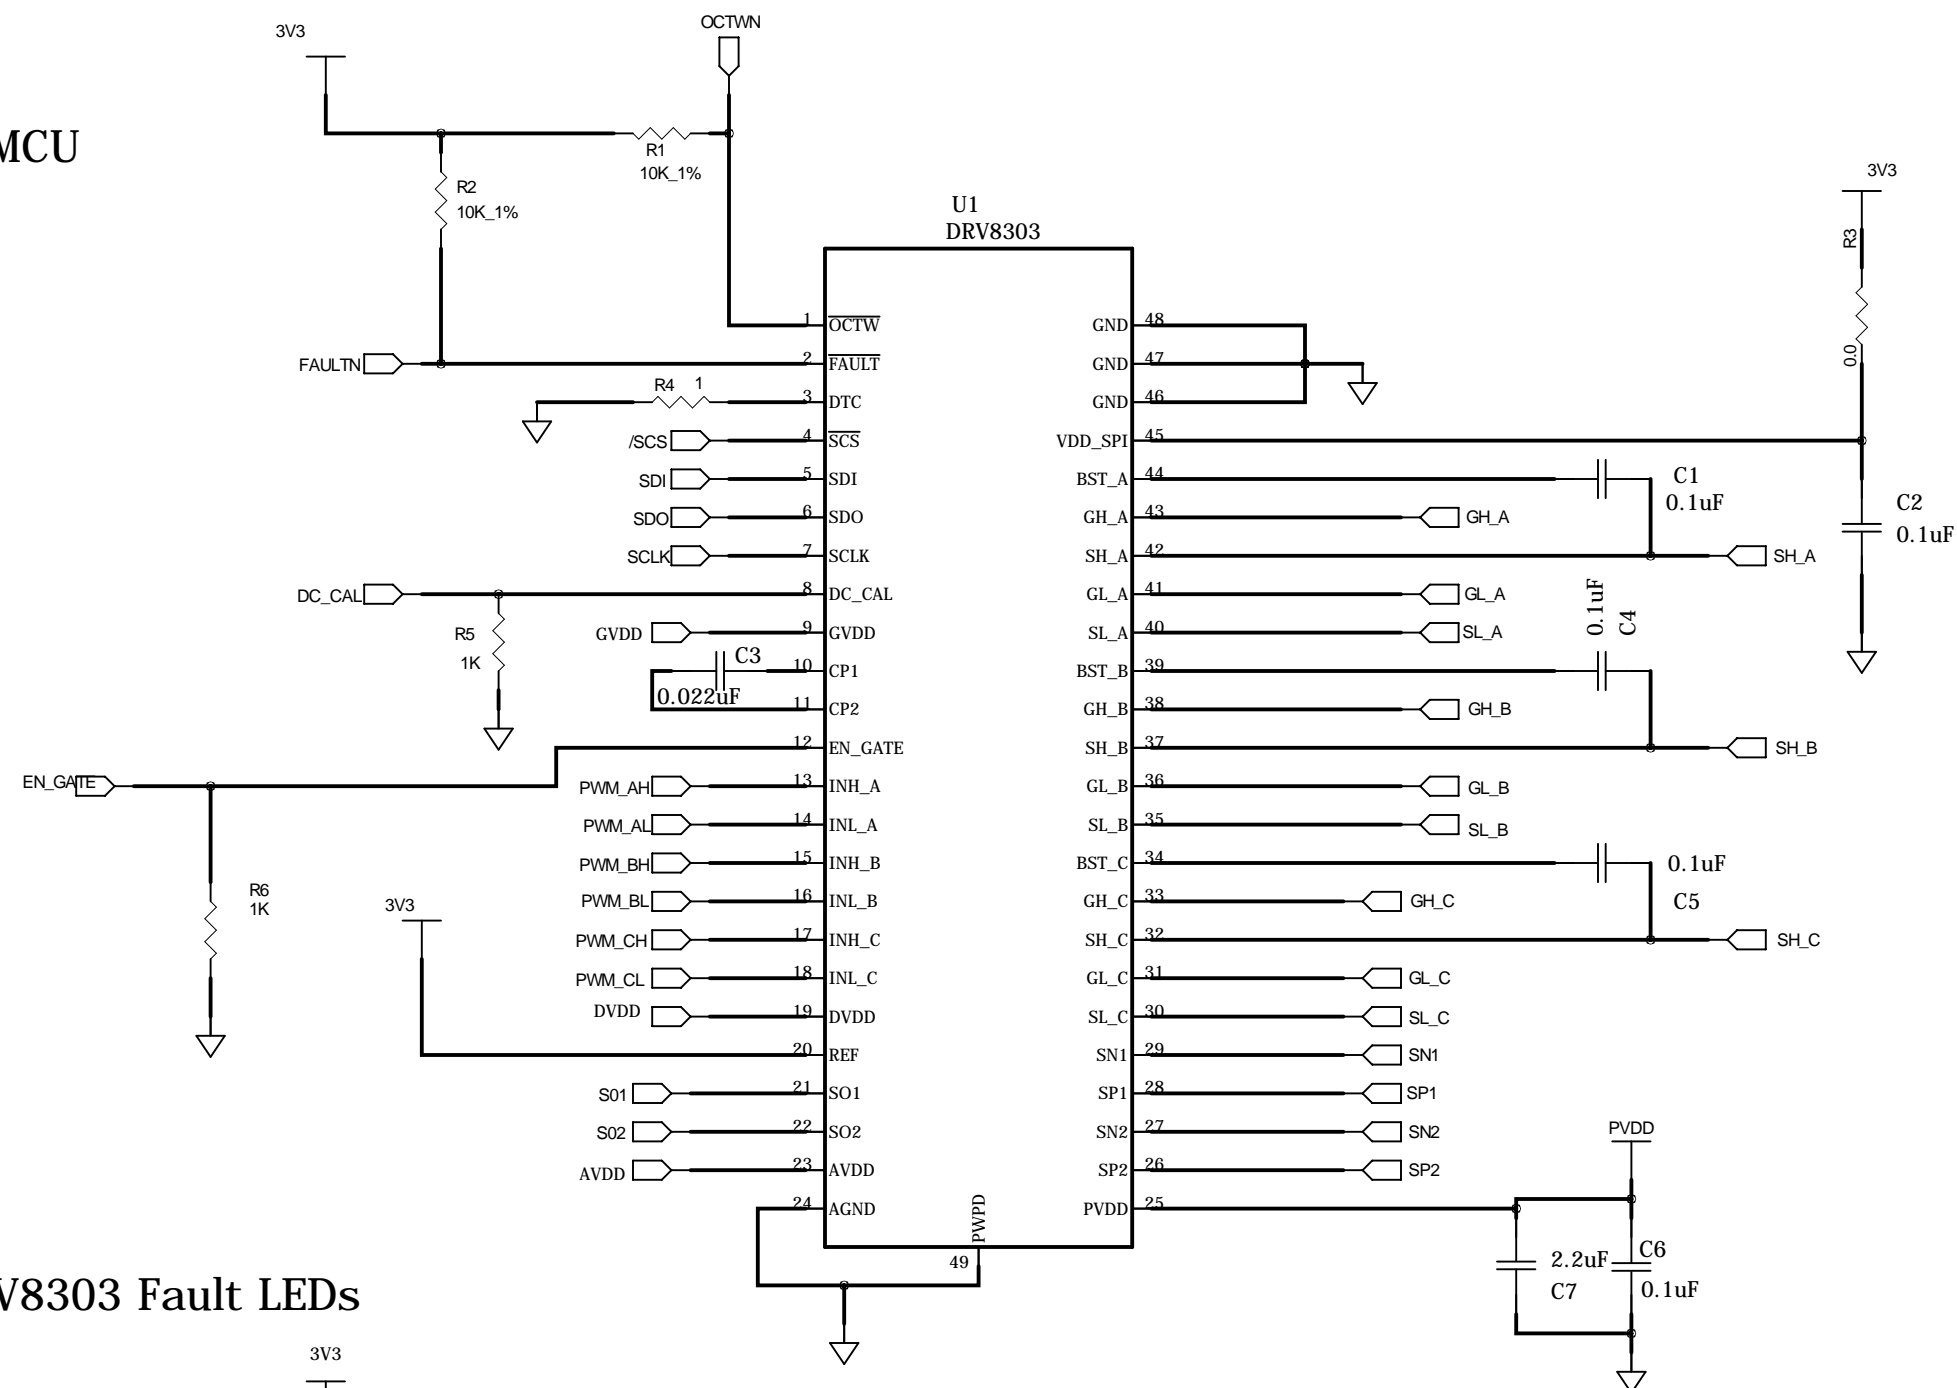 OCTWN
3V3
MCU
R1
10K_1%
R2
10K_1%
3V3
U1
DRV8303
R3
0.0
1 OCTW GND 48
FAULTN 2 FAULT GND 47
R4 1 3 DTC GND 46
/SCS 4 SCS VDD_SPI 45
SDI 5 SDI BST_A 44 C1
0.1uF
SDO 6 SDO GH_A 43 GH_A
C2
0.1uF
SCLK 7 SCLK SH_A 42 SH_A
DC_CAL 8 DC_CAL GL_A 41 GL_A
0.1uF
C4
R5
1K
GVDD 9 GVDD SL_A 40 SL_A
C3
0.022uF
10 CP1 BST_B 39
11 CP2 GH_B 38 GH_B
12 EN_GATE SH_B 37 SH_B
EN_GATE
PWM_AH 13 INH_A GL_B 36 GL_B
PWM_AL 14 INL_A SL_B 35 SL_B
PWM_BH 15 INH_B BST_C 34 0.1uF
C5
R6
1K
3V3
PWM_BL 16 INL_B GH_C 33 GH_C
PWM_CH 17 INH_C SH_C 32 SH_C
PWM_CL 18 INL_C GL_C 31 GL_C
DVDD 19 DVDD SL_C 30 SL_C
20 REF SN1 29 SN1
S01 21 SO1 SP1 28 SP1
S02 22 SO2 SN2 27 SN2
PVDD
AVDD 23 AVDD SP2 26 SP2
24 AGND PVDD 25
PWPD
49
2.2uF
C7
C6
0.1uF
V8303 Fault LEDs
3V3